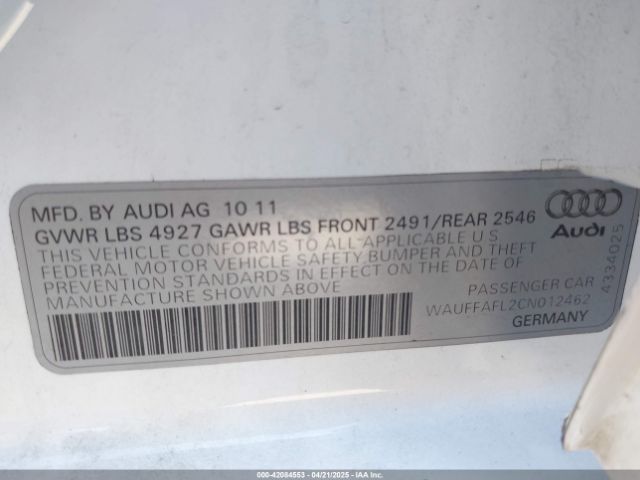 MFD. BY AUDI AG 10 11
GVWR LBS 4927 GAWR LBS FRONT 2491/REAR 2546
THIS VEHICLE CONFORMS TO ALL APPLICABLE U S
FEDERAL MOTOR VEHICLE SAFETY BUMPER AND THEFT
PREVENTION STANDARDS IN EFFECT ON THE DATE OF
MANUFACTURE SHOWN ABOVE
PASSENGER CAR
WAUFFAFL2CN012462
GERMANY
Audi
4334025
000-42084553 - 04/21/2025 - IAAI.COM